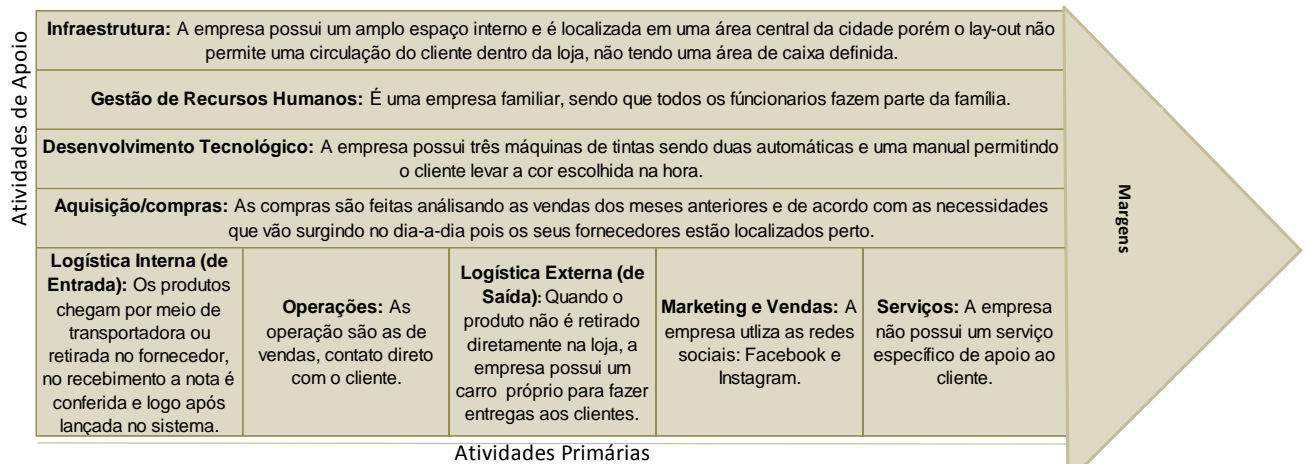 Atividades de Apoio
Infraestrutura: A empresa possui um amplo espaço interno e é localizada em uma área central da cidade porém o lay-out não
permite uma circulação do cliente dentro da loja, não tendo uma área de caixa definida.
Gestão de Recursos Humanos: É uma empresa familiar, sendo que todos os fúncionarios fazem parte da família.
Desenvolvimento Tecnológico: A empresa possui três máquinas de tintas sendo duas automáticas e uma manual permitindo
o cliente levar a cor escolhida na hora.
Aquisição/compras: As compras são feitas análisando as vendas dos meses anteriores e de acordo com as necessidades
que vão surgindo no dia-a-dia pois os seus fornecedores estão localizados perto.
Logística Interna (de
Entrada): Os produtos
chegam por meio de
transportadora ou
retirada no fornecedor,
no recebimento a nota é
conferida e logo após
lançada no sistema.
Operações: As
operação são as de
vendas, contato direto
com o cliente.
Logística Externa (de
Saída): Quando o
produto não é retirado
diretamente na loja, a
empresa possui um
carro próprio para fazer
entregas aos clientes.
Marketing e Vendas: A
empresa utliza as redes
sociais: Facebook e
Instagram.
Serviços: A empresa
não possui um serviço
específico de apoio ao
cliente.
Margens
Atividades Primárias